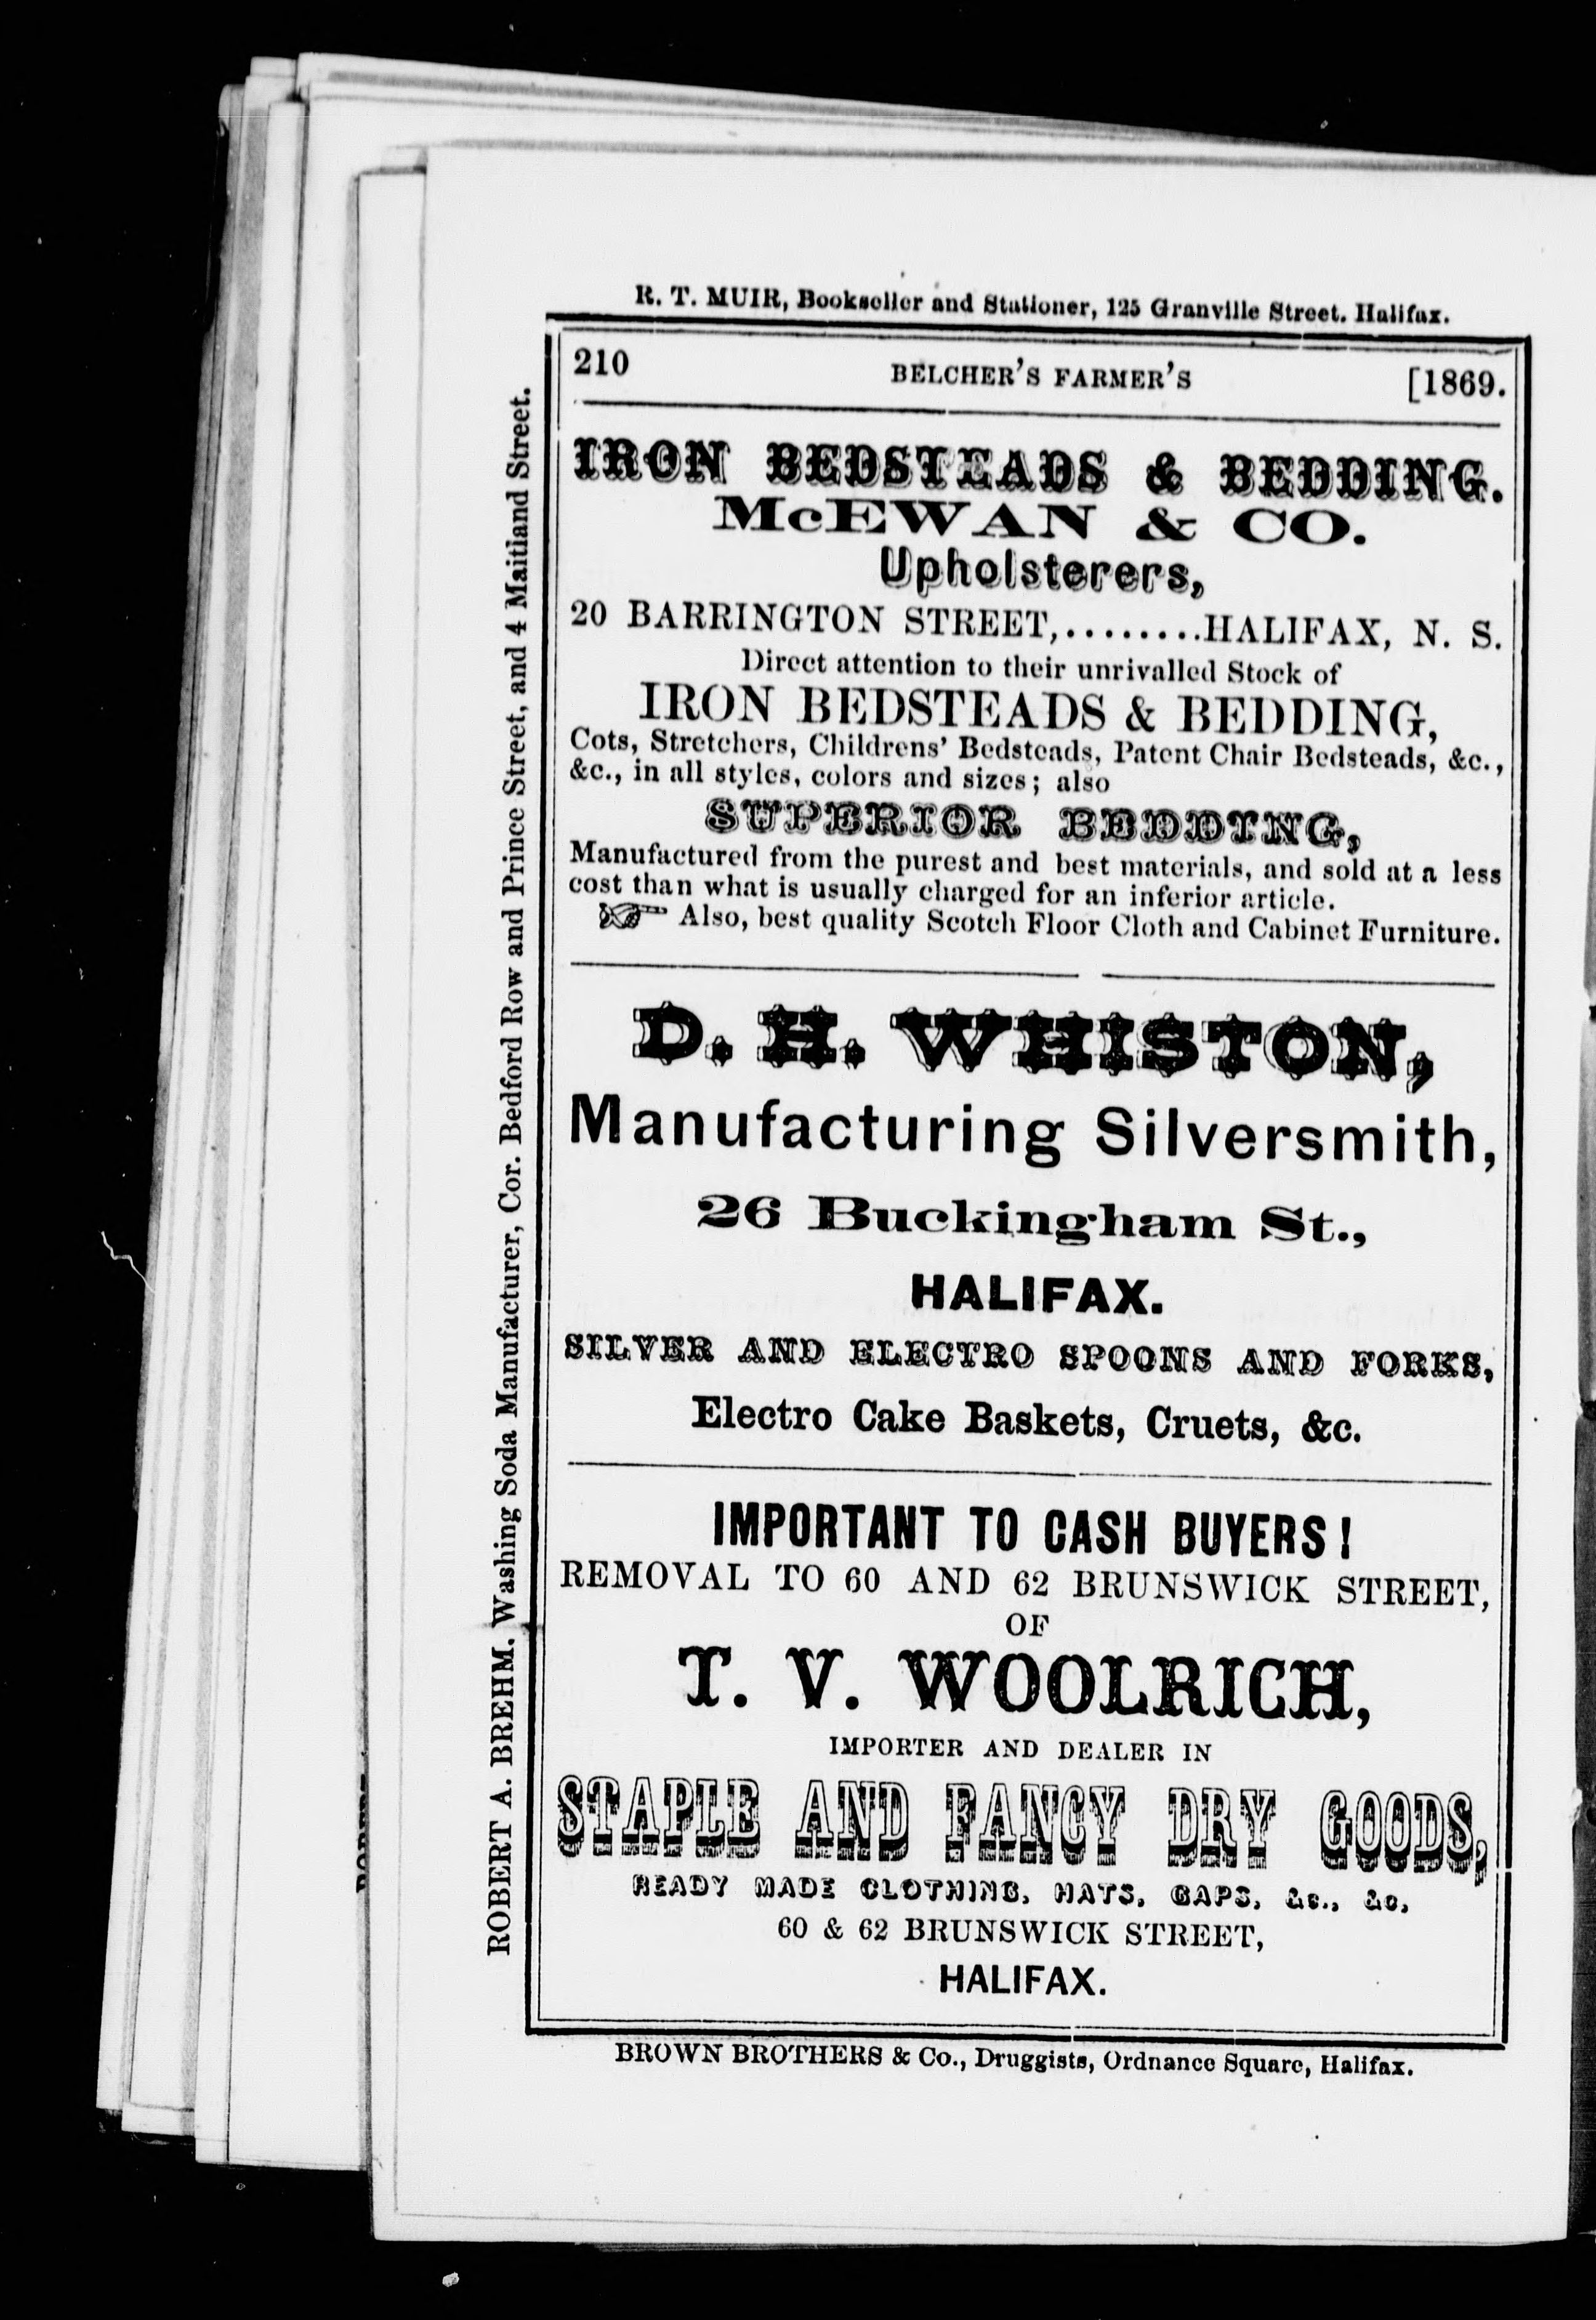 R. T. MUIR, Bookseller and Stationer, 125 Granville Street. Halifax.
210 BELCHER'S FARMER'S [1869.
IRON BEDSTEADS & BEDDING.
McEWAN & CO.
Upholsterers,
20 BARRINGTON STREET,.........HALIFAX, N. S.
Direct attention to their unrivalled Stock of
IRON BEDSTEADS & BEDDING,
Cots, Stretchers, Childrens' Bedsteads, Patent Chair Bedsteads, &c.,
&c., in all styles, colors and sizes; also
SUPERIOR BEDDING,
Manufactured from the purest and best materials, and sold at a less
cost than what is usually charged for an inferior article.
☞ Also, best quality Scotch Floor Cloth and Cabinet Furniture.
D. H. WHISTON,
Manufacturing Silversmith,
26 Buckingham St.,
HALIFAX.
SILVER AND ELECTRO SPOONS AND FORKS,
Electro Cake Baskets, Cruets, &c.
IMPORTANT TO CASH BUYERS!
REMOVAL TO 60 AND 62 BRUNSWICK STREET,
OF
T. V. WOOLRICH,
IMPORTER AND DEALER IN
STAPLE AND FANCY DRY GOODS,
READY MADE CLOTHING, HATS, CAPS, &c., &c,
60 & 62 BRUNSWICK STREET,
HALIFAX.
BROWN BROTHERS & Co., Druggists, Ordnance Square, Halifax.
ROBERT A. BREHM. Washing Soda Manufacturer, Cor. Bedford Row and Prince Street, and 4 Maitland Street.